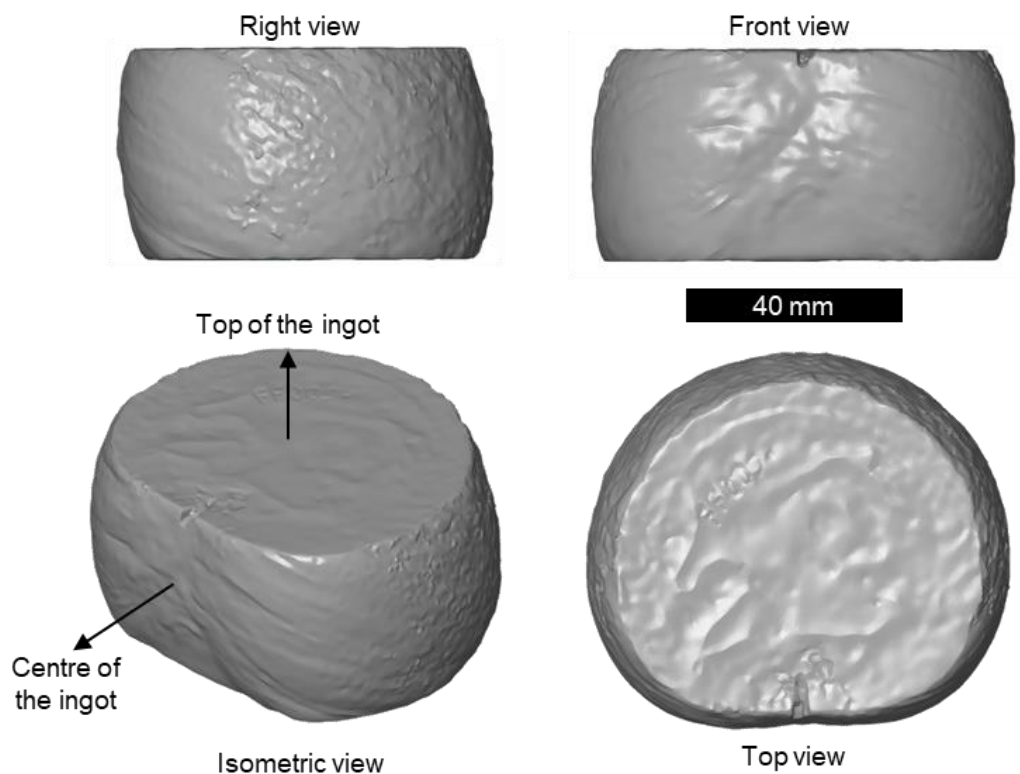 Right view
Front view
40 mm
Top of the ingot
Centre of
the ingot
Isometric view
Top view